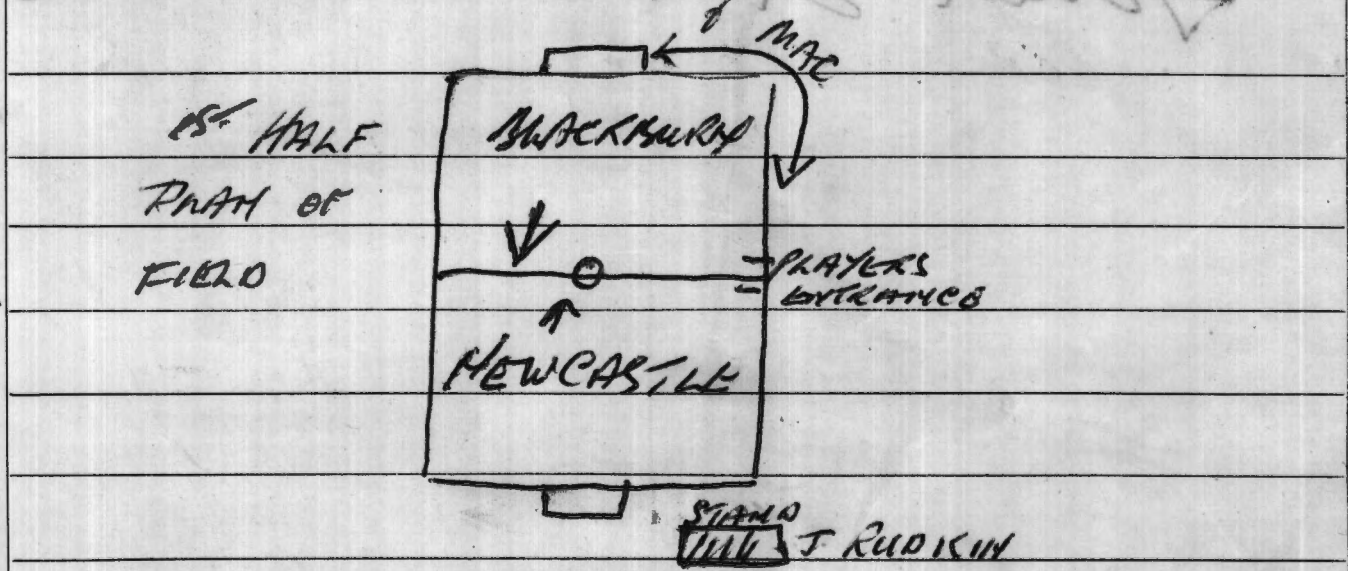 MAC
1st HALF
BLACKBURN
PLAN OF
FIELD
PLAYERS
ENTRANCE
NEWCASTLE
STAND
J RUDKIN